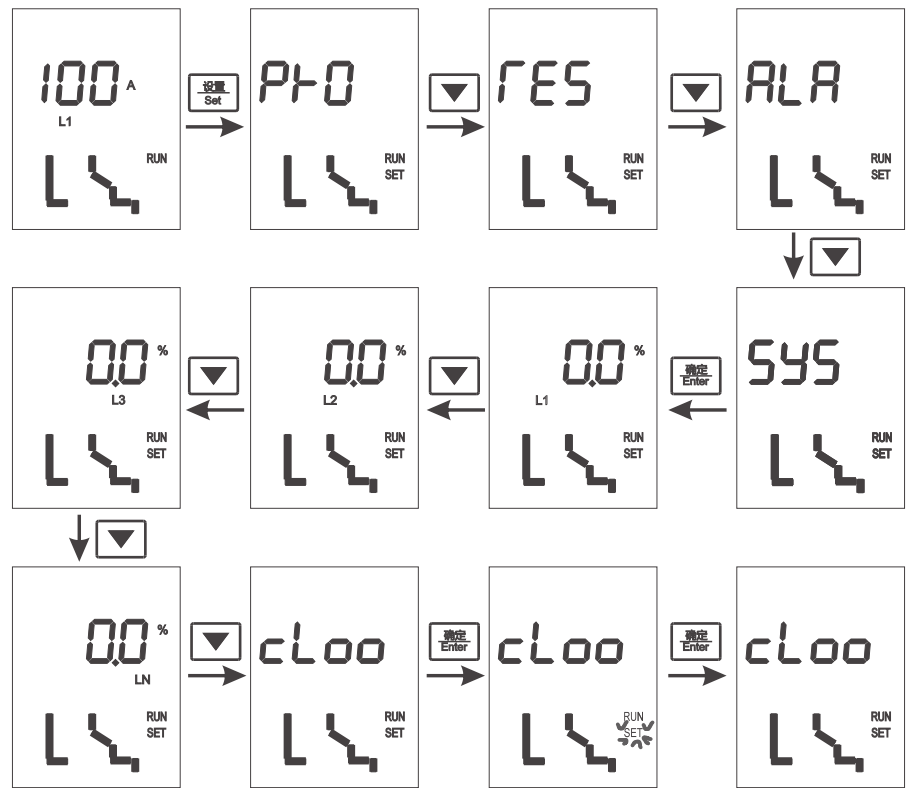 100 A
L1
RUN
设置
Set
Pr0
RUN
SET
TES
RUN
SET
ALA
RUN
SET
SYS
RUN
SET
确定
Enter
0.0 %
L1
RUN
SET
0.0 %
L2
RUN
SET
0.0 %
L3
RUN
SET
0.0 %
LN
RUN
SET
cLoo
RUN
SET
确定
Enter
cLoo
RUN
SET
确定
Enter
cLoo
RUN
SET